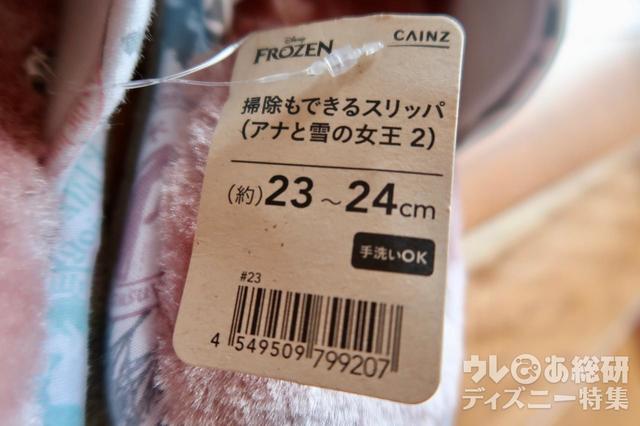 Disney
FROZEN
CAINZ
掃除もできるスリッパ
(アナと雪の女王 2)
(約) 23～24cm
手洗いOK
#23
4 549509 799207
ウレぴあ総研
ディズニー特集